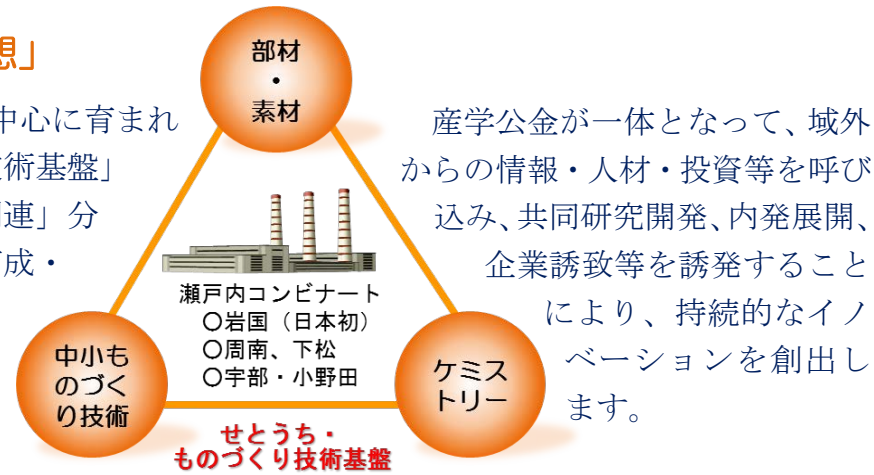 想」
中心に育まれ
技術基盤」
連」分
成・
部材
・
素材
瀬戸内コンビナート
〇岩国（日本初）
〇周南、下松
〇宇部・小野田
中小も
のづく
り技術
ケミス
トリー
せとうち・
ものづくり技術基盤
産学公金が一体となって、域外
からの情報・人材・投資等を呼び
込み、共同研究開発、内発展開、
企業誘致等を誘発すること
により、持続的なイノ
ベーションを創出し
ます。